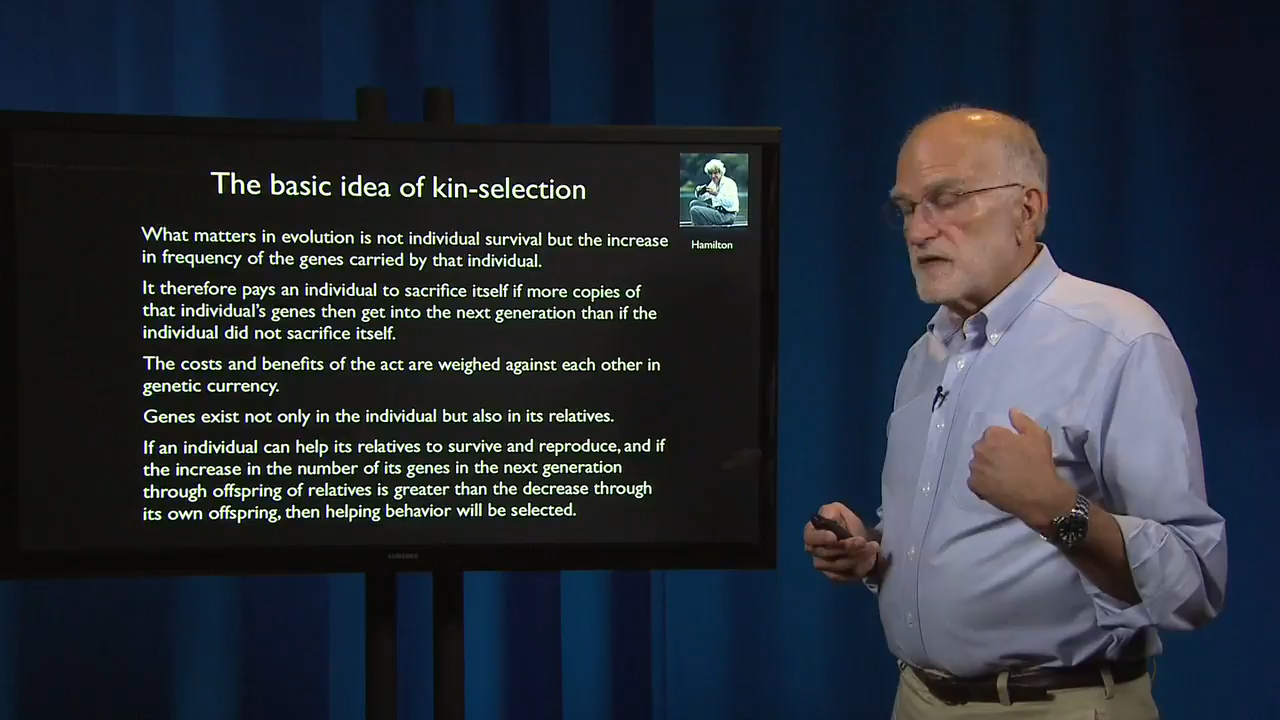 The basic idea of kin-selection
Hamilton
What matters in evolution is not individual survival but the increase
in frequency of the genes carried by that individual.
It therefore pays an individual to sacrifice itself if more copies of
that individual's genes then get into the next generation than if the
individual did not sacrifice itself.
The costs and benefits of the act are weighed against each other in
genetic currency.
Genes exist not only in the individual but also in its relatives.
If an individual can help its relatives to survive and reproduce, and if
the increase in the number of its genes in the next generation
through offspring of relatives is greater than the decrease through
its own offspring, then helping behavior will be selected.
SAMSUNG